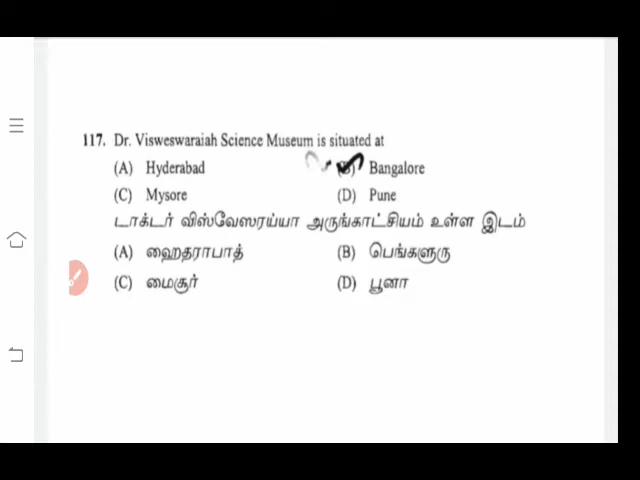 117. Dr. Visweswaraiah Science Museum is situated at
(A) Hyderabad (B) Bangalore
(C) Mysore (D) Pune
டாக்டர் விஸ்வேஸரய்யா அருங்காட்சியம் உள்ள இடம்
(A) ஹைதராபாத் (B) பெங்களுரு
(C) மைசூர் (D) பூனா